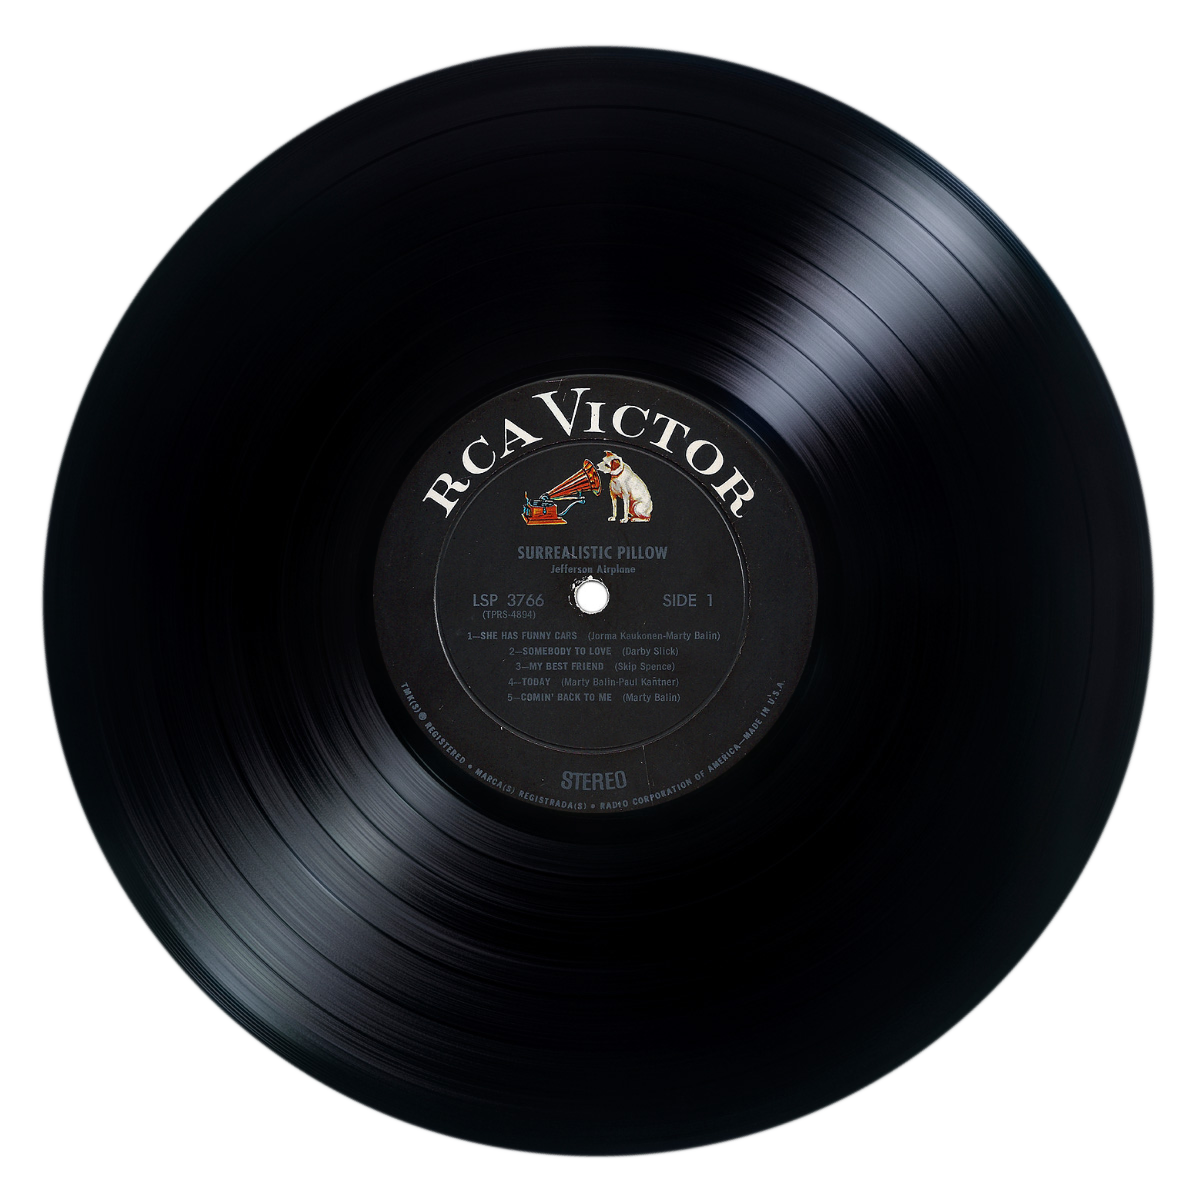 RCA VICTOR
SURREALISTIC PILLOW
Jefferson Airplane
LSP 3766
(TPRS-4894)
SIDE 1
1—SHE HAS FUNNY CARS (Jorma Kaukonen-Marty Balin)
2—SOMEBODY TO LOVE (Darby Slick)
3—MY BEST FRIEND (Skip Spence)
4—TODAY (Marty Balin-Paul Kantner)
5—COMIN' BACK TO ME (Marty Balin)
STEREO
TMK(S) ® REGISTERED • MARCA(S) REGISTRADA(S) • RADIO CORPORATION OF AMERICA—MADE IN U.S.A.